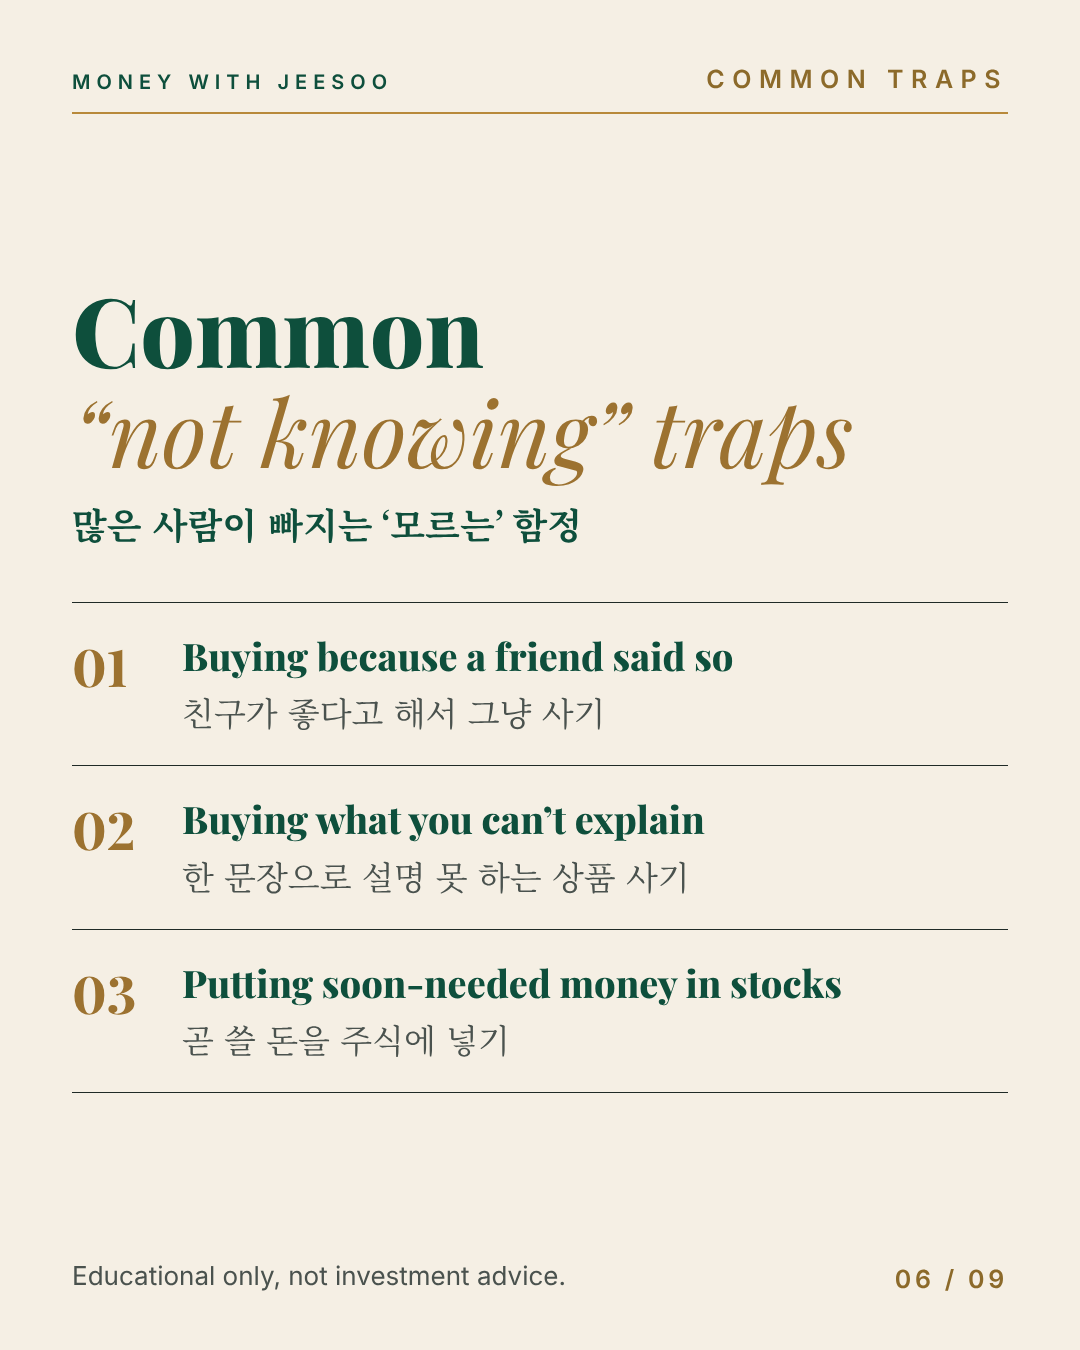 MONEY WITH JEESOO
COMMON TRAPS
Common
“not knowing” traps
많은 사람이 빠지는 ‘모르는’ 함정
01
Buying because a friend said so
친구가 좋다고 해서 그냥 사기
02
Buying what you can’t explain
한 문장으로 설명 못 하는 상품 사기
03
Putting soon-needed money in stocks
곧 쓸 돈을 주식에 넣기
Educational only, not investment advice.
06 / 09